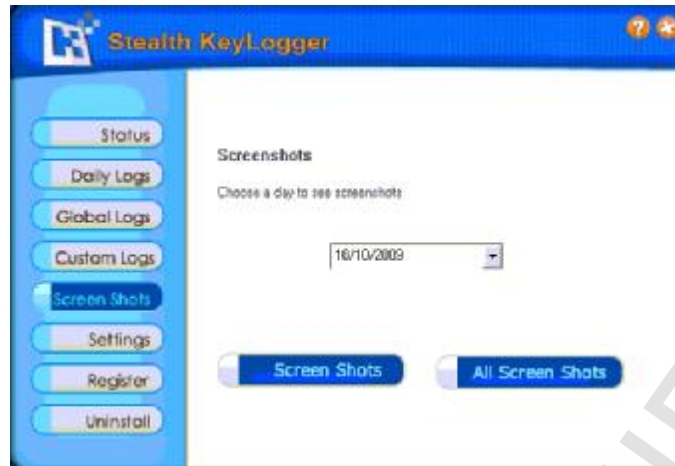 Stealth KeyLogger
Status
Daily Logs
Global Logs
Custom Logs
Screen Shots
Settings
Register
Uninstall
Screenshots
Choose a day to see screenshots
16/10/2009
Screen Shots
All Screen Shots